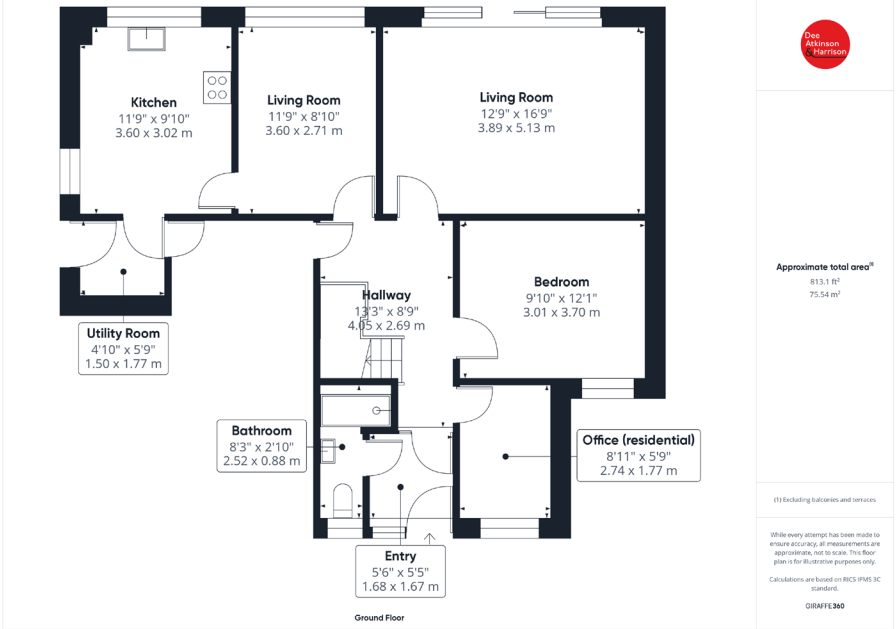 Kitchen
11'9" x 9'10"
3.60 x 3.02 m
Living Room
11'9" x 8'10"
3.60 x 2.71 m
Living Room
12'9" x 16'9"
3.89 x 5.13 m
Hallway
13'3" x 8'9"
4.05 x 2.69 m
Bedroom
9'10" x 12'1"
3.01 x 3.70 m
Utility Room
4'10" x 5'9"
1.50 x 1.77 m
Bathroom
8'3" x 2'10"
2.52 x 0.88 m
Office (residential)
8'11" x 5'9"
2.74 x 1.77 m
Entry
5'6" x 5'5"
1.68 x 1.67 m
Ground Floor
Dee
Atkinson
& Harrison
Approximate total area(1)
813.1 ft²
75.54 m²
(1) Excluding balconies and terraces
While every attempt has been made to
ensure accuracy, all measurements are
approximate, not to scale. This floor
plan is for illustrative purposes only.
Calculations are based on RICS IPMS 3C
standard.
GIRAFFE360